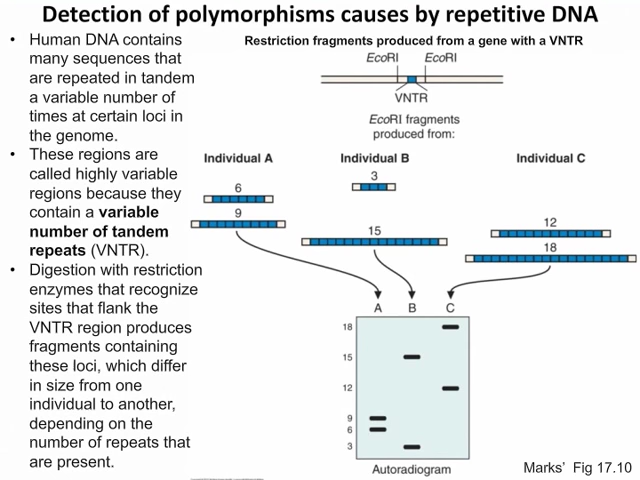 Detection of polymorphisms causes by repetitive DNA
• Human DNA contains
many sequences that
are repeated in tandem
a variable number of
times at certain loci in
the genome.
• These regions are
called highly variable
regions because they
contain a variable
number of tandem
repeats (VNTR).
• Digestion with restriction
enzymes that recognize
sites that flank the
VNTR region produces
fragments containing
these loci, which differ
in size from one
individual to another,
depending on the
number of repeats that
are present.
Restriction fragments produced from a gene with a VNTR
EcoRI EcoRI
VNTR
EcoRI fragments
produced from:
Individual A Individual B Individual C
6
9
3
15
12
18
A B C
18
15
12
9
6
3
Autoradiogram
Marks' Fig 17.10